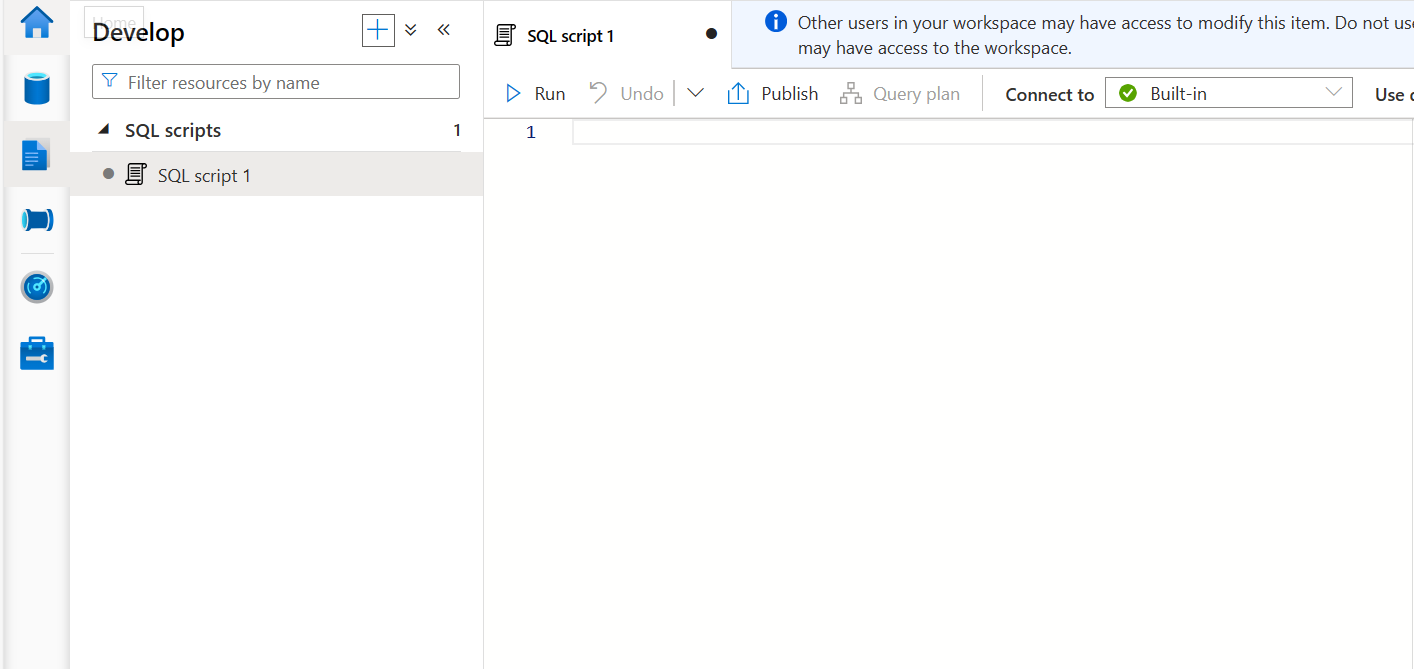 Home
Develop
Filter resources by name
SQL scripts 1
SQL script 1
SQL script 1
Other users in your workspace may have access to modify this item. Do not use
may have access to the workspace.
Run Undo Publish Query plan Connect to Built-in Use
1